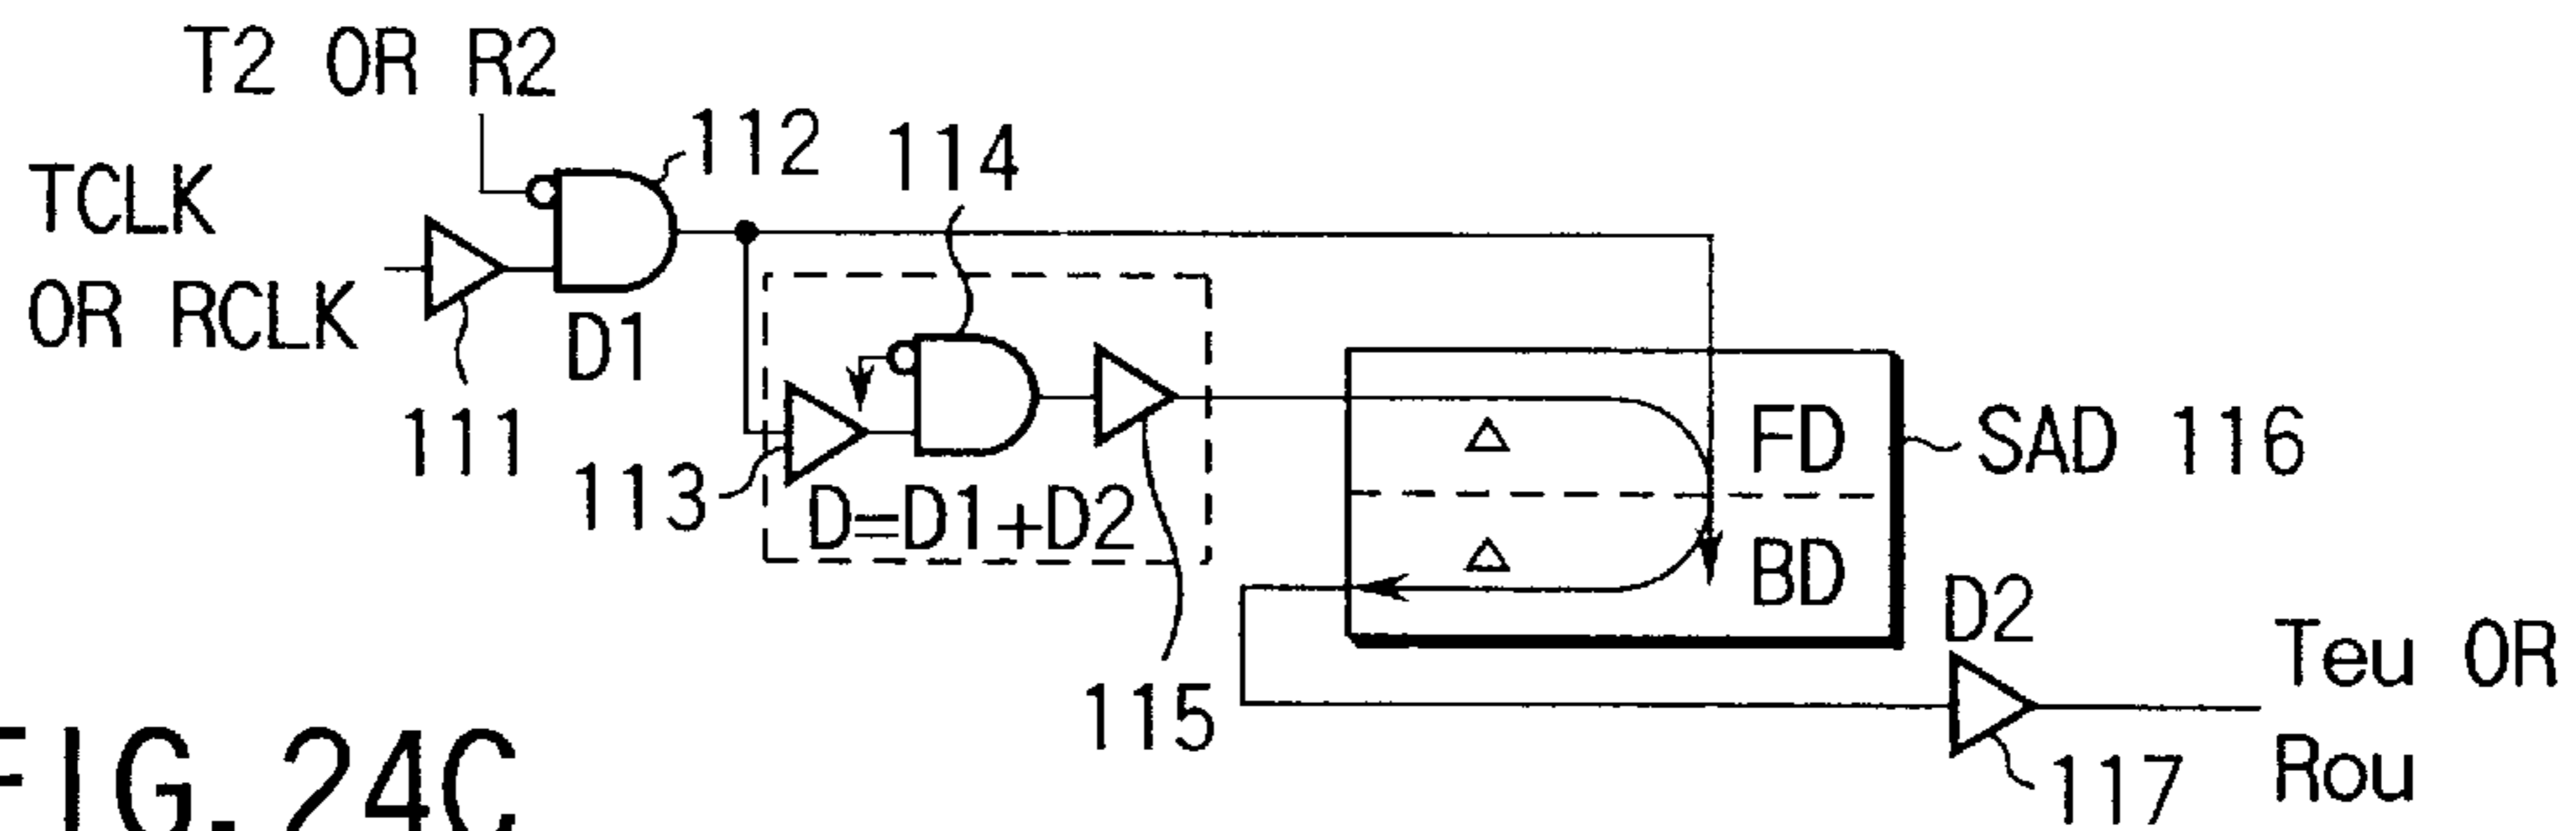 T2 OR R2
112
114
TCLK
OR RCLK
D1
111
113
D=D1+D2
115
△
△
FD
BD
SAD 116
D2
117
Teu OR
Rou
FIG. 24C